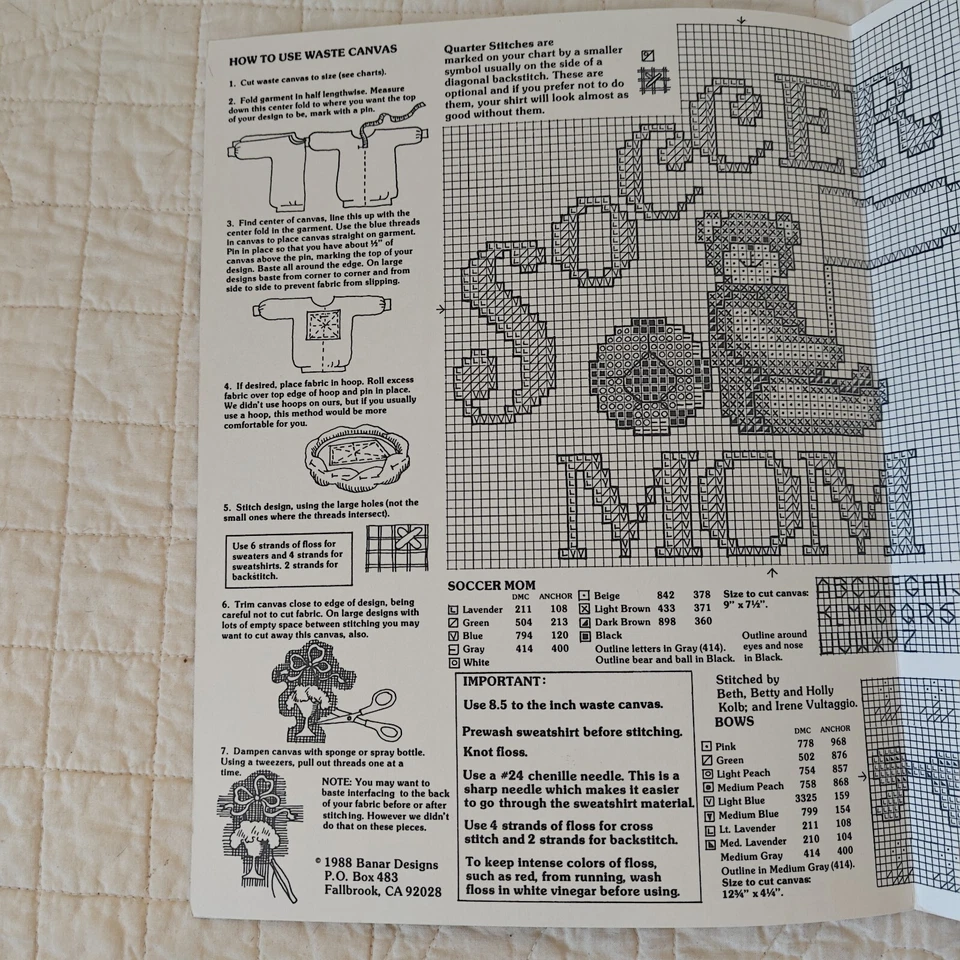 HOW TO USE WASTE CANVAS
1. Cut waste canvas to size (see charts).
2. Fold garment in half lengthwise. Measure
down this center fold to where you want the top
of your design to be, mark with a pin.
3. Find center of canvas, line this up with the
center fold in the garment. Use the blue threads
in canvas to place canvas straight on garment.
Pin in place so that you have about ½" of
canvas above the pin, marking the top of your
design. Baste all around the edge. On large
designs baste from corner to corner and from
side to side to prevent fabric from slipping.
4. If desired, place fabric in hoop. Roll excess
fabric over top edge of hoop and pin in place.
We didn't use hoops on ours, but if you usually
use a hoop, this method would be more
comfortable for you.
5. Stitch design, using the large holes (not the
small ones where the threads intersect).
Use 6 strands of floss for
sweaters and 4 strands for
sweatshirts. 2 strands for
backstitch.
6. Trim canvas close to edge of design, being
careful not to cut fabric. On large designs with
lots of empty space between stitching you may
want to cut away this canvas, also.
7. Dampen canvas with sponge or spray bottle.
Using a tweezers, pull out threads one at a
time.
NOTE: You may want to
baste interfacing to the back
of your fabric before or after
stitching. However we didn't
do that on these pieces.
© 1988 Banar Designs
P.O. Box 483
Fallbrook, CA 92028
Quarter Stitches are
marked on your chart by a smaller
symbol usually on the side of a
diagonal backstitch. These are
optional and if you prefer not to do
them, your shirt will look almost as
good without them.
SOCCER
MOM
SOCCER MOM
DMC ANCHOR
Lavender 211 108
Green 504 213
Blue 794 120
Gray 414 400
White
Beige 842 378
Light Brown 433 371
Dark Brown 898 360
Black
Outline letters in Gray (414).
Outline bear and ball in Black.
Size to cut canvas:
9" x 7½".
Outline around
eyes and nose
in Black.
IMPORTANT:
Use 8.5 to the inch waste canvas.
Prewash sweatshirt before stitching.
Knot floss.
Use a #24 chenille needle. This is a
sharp needle which makes it easier
to go through the sweatshirt material.
Use 4 strands of floss for cross
stitch and 2 strands for backstitch.
To keep intense colors of floss,
such as red, from running, wash
floss in white vinegar before using.
Stitched by
Beth, Betty and Holly
Kolb; and Irene Vultaggio.
BOWS
DMC ANCHOR
Pink 778 968
Green 502 876
Light Peach 754 857
Medium Peach 758 868
Light Blue 3325 159
Medium Blue 799 154
Lt. Lavender 211 108
Med. Lavender 210 104
Medium Gray 414 400
Outline in Medium Gray (414).
Size to cut canvas:
12¾" x 4¼".